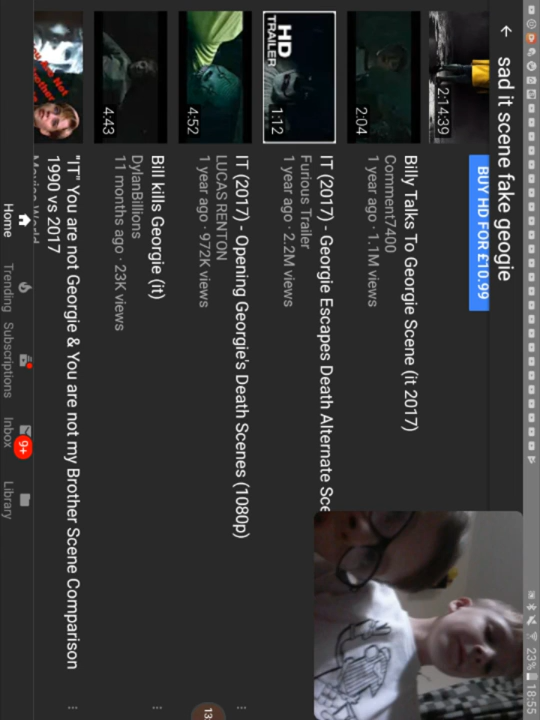 23% 18:55
sad it scene fake geogie
2:14:39
BUY HD FOR £10.99
2:04
Billy Talks To Georgie Scene (it 2017)
Comment7400
1 year ago · 1.1M views
HD
TRAILER
1:12
IT (2017) - Georgie Escapes Death Alternate Sce
Furious Trailer
1 year ago · 2.2M views
4:52
IT (2017) - Opening Georgie's Death Scenes (1080p)
LUCAS RENTON
1 year ago · 972K views
4:43
Bill kills Georgie (it)
DylanBillions
11 months ago · 23K views
"IT" You are not Georgie & You are not my Brother Scene Comparison
1990 vs 2017
Movies World
Home
Trending
Subscriptions
9+
Inbox
Library